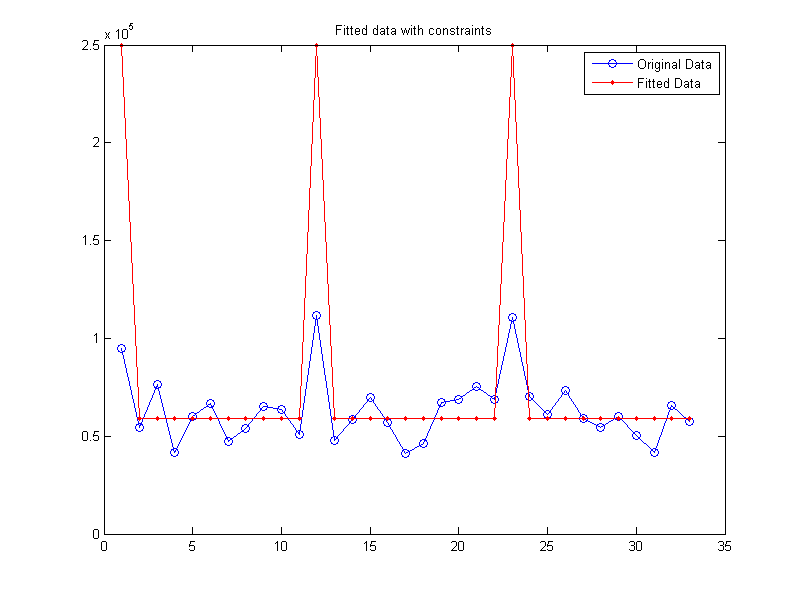 Fitted data with constraints
x 10^5
2.5
2
1.5
1
0.5
0
0 5 10 15 20 25 30 35
Original Data
Fitted Data